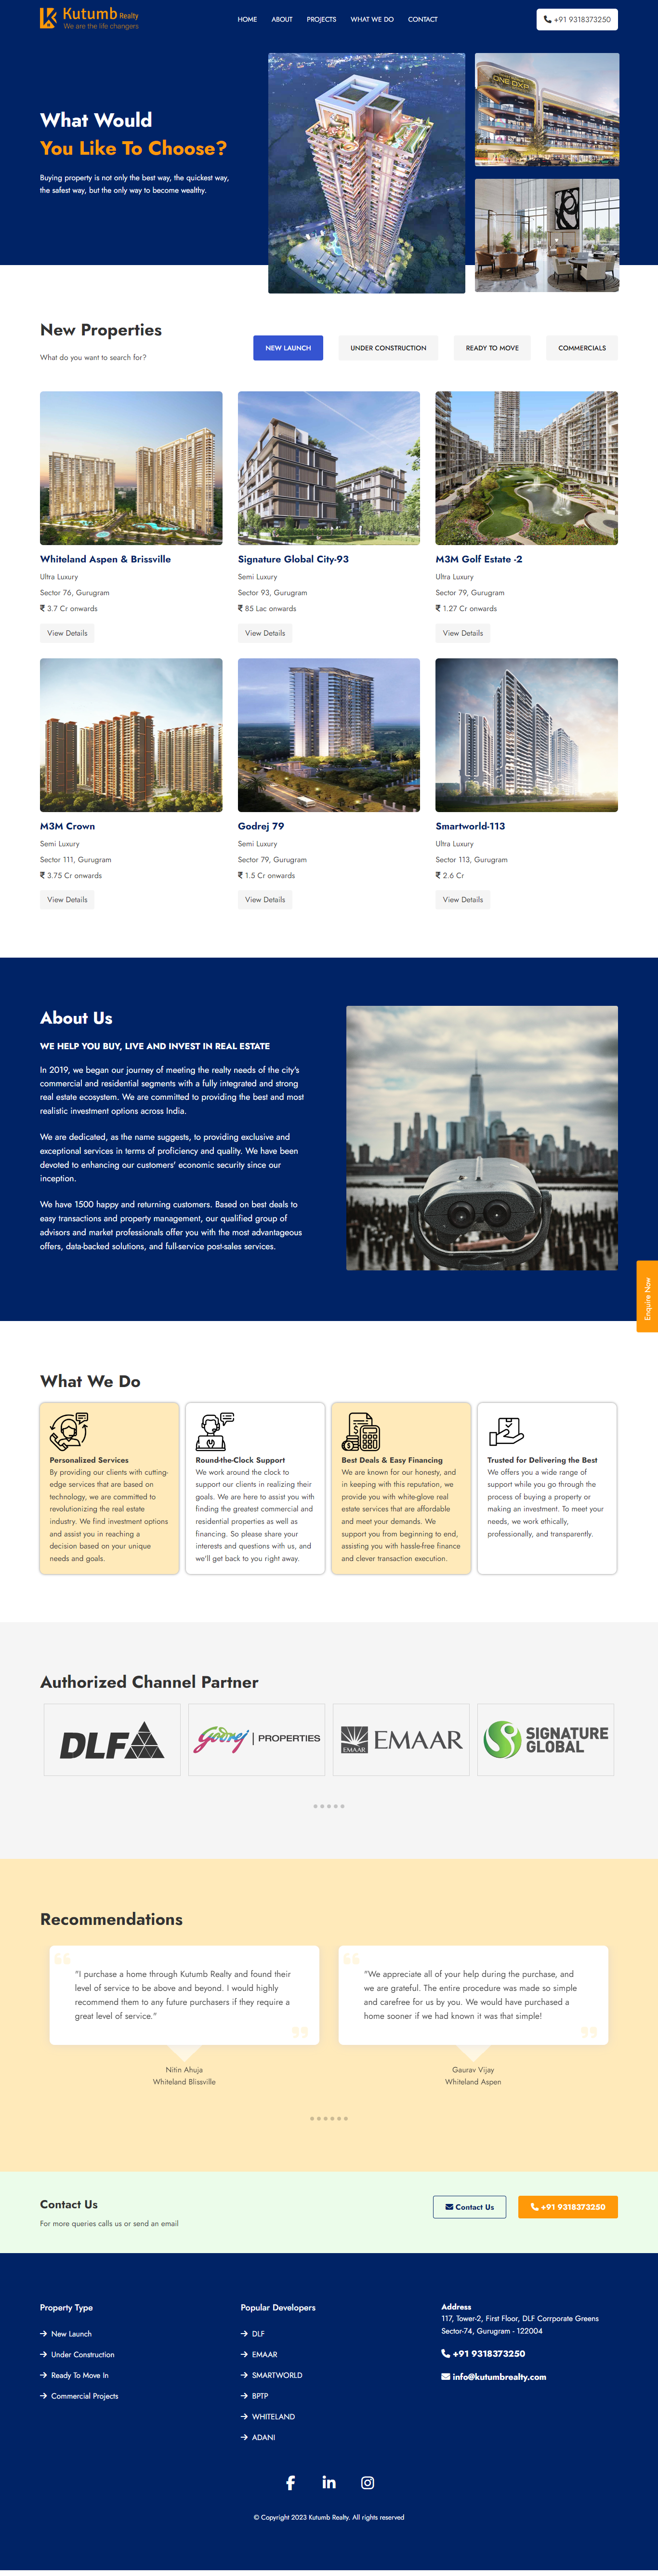 Kutumb Realty
We are the life changers
HOME ABOUT PROJECTS WHAT WE DO CONTACT
+91 9318373250
What Would
You Like To Choose?
Buying property is not only the best way, the quickest way,
the safest way, but the only way to become wealthy.
ONE DXP
New Properties
What do you want to search for?
NEW LAUNCH UNDER CONSTRUCTION READY TO MOVE COMMERCIALS
Whiteland Aspen & Brissville
Ultra Luxury
Sector 76, Gurugram
₹ 3.7 Cr onwards
View Details
Signature Global City-93
Semi Luxury
Sector 93, Gurugram
₹ 85 Lac onwards
View Details
M3M Golf Estate -2
Ultra Luxury
Sector 79, Gurugram
₹ 1.27 Cr onwards
View Details
M3M Crown
Semi Luxury
Sector 111, Gurugram
₹ 3.75 Cr onwards
View Details
Godrej 79
Semi Luxury
Sector 79, Gurugram
₹ 1.5 Cr onwards
View Details
Smartworld-113
Ultra Luxury
Sector 113, Gurugram
₹ 2.6 Cr
View Details
About Us
WE HELP YOU BUY, LIVE AND INVEST IN REAL ESTATE
In 2019, we began our journey of meeting the realty needs of the city's
commercial and residential segments with a fully integrated and strong
real estate ecosystem. We are committed to providing the best and most
realistic investment options across India.
We are dedicated, as the name suggests, to providing exclusive and
exceptional services in terms of proficiency and quality. We have been
devoted to enhancing our customers' economic security since our
inception.
We have 1500 happy and returning customers. Based on best deals to
easy transactions and property management, our qualified group of
advisors and market professionals offer you with the most advantageous
offers, data-backed solutions, and full-service post-sales services.
Enquire Now
What We Do
Personalized Services
By providing our clients with cutting-
edge services that are based on
technology, we are committed to
revolutionizing the real estate
industry. We find investment options
and assist you in reaching a
decision based on your unique
needs and goals.
Round-the-Clock Support
We work around the clock to
support our clients in realizing their
goals. We are here to assist you with
finding the greatest commercial and
residential properties as well as
financing. So please share your
interests and questions with us, and
we'll get back to you right away.
Best Deals & Easy Financing
We are known for our honesty, and
in keeping with this reputation, we
provide you with white-glove real
estate services that are affordable
and meet your demands. We
support you from beginning to end,
assisting you with hassle-free finance
and clever transaction execution.
Trusted for Delivering the Best
We offers you a wide range of
support while you go through the
process of buying a property or
making an investment. To meet your
needs, we work ethically,
professionally, and transparently.
Authorized Channel Partner
DLF
Godrej | PROPERTIES
EMAAR EMAAR
SIGNATURE
GLOBAL
Recommendations
"I purchase a home through Kutumb Realty and found their
level of service to be above and beyond. I would highly
recommend them to any future purchasers if they require a
great level of service."
Nitin Ahuja
Whiteland Blissville
"We appreciate all of your help during the purchase, and
we are grateful. The entire procedure was made so simple
and carefree for us by you. We would have purchased a
home sooner if we had known it was that simple!
Gaurav Vijay
Whiteland Aspen
Contact Us
For more queries calls us or send an email
Contact Us
+91 9318373250
Property Type
New Launch
Under Construction
Ready To Move In
Commercial Projects
Popular Developers
DLF
EMAAR
SMARTWORLD
BPTP
WHITELAND
ADANI
Address
117, Tower-2, First Floor, DLF Corrporate Greens
Sector-74, Gurugram - 122004
+91 9318373250
info@kutumbrealty.com
© Copyright 2023 Kutumb Realty. All rights reserved